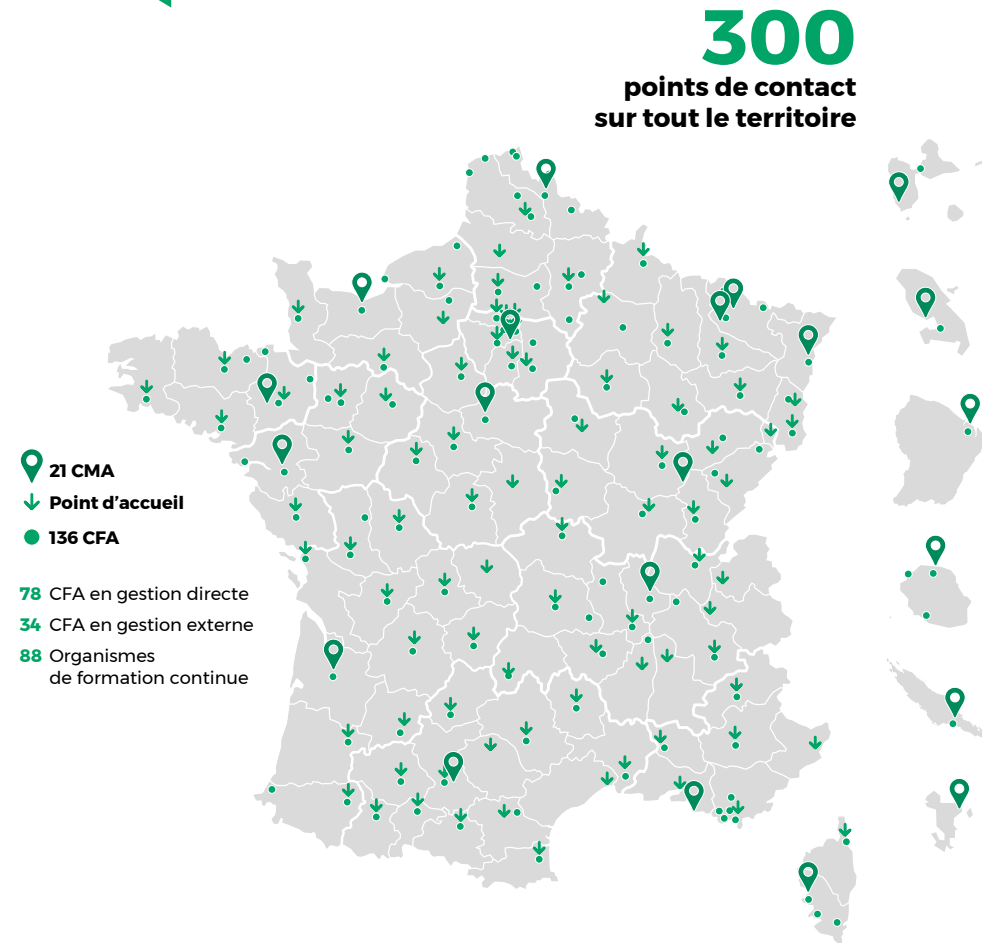 300
points de contact
sur tout le territoire
21 CMA
Point d'accueil
136 CFA
78 CFA en gestion directe
34 CFA en gestion externe
88 Organismes
de formation continue